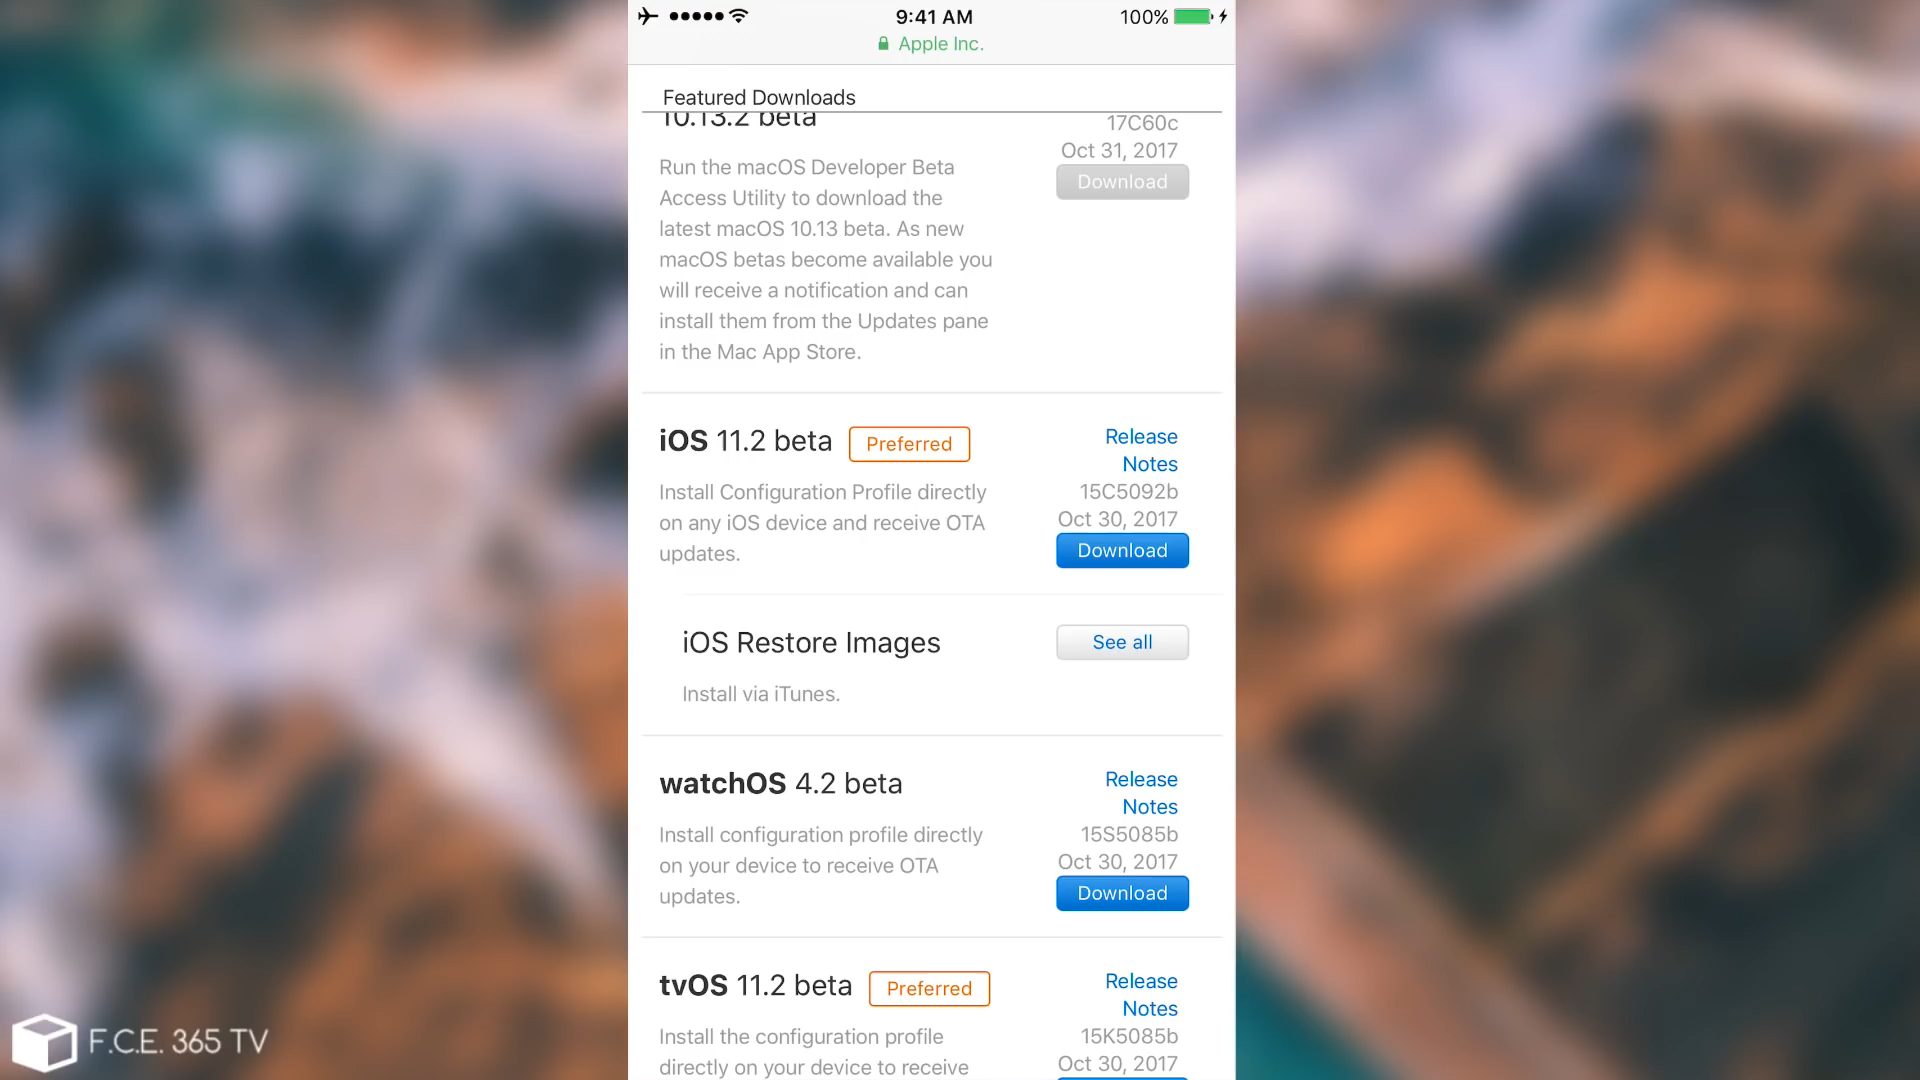 9:41 AM
100%
Apple Inc.
Featured Downloads
10.13.2 beta
17C60c
Oct 31, 2017
Download
Run the macOS Developer Beta
Access Utility to download the
latest macOS 10.13 beta. As new
macOS betas become available you
will receive a notification and can
install them from the Updates pane
in the Mac App Store.
iOS 11.2 beta
Preferred
Release
Notes
Install Configuration Profile directly
on any iOS device and receive OTA
updates.
15C5092b
Oct 30, 2017
Download
iOS Restore Images
See all
Install via iTunes.
watchOS 4.2 beta
Release
Notes
Install configuration profile directly
on your device to receive OTA
updates.
15S5085b
Oct 30, 2017
Download
tvOS 11.2 beta
Preferred
Release
Notes
Install the configuration profile
directly on your device to receive
15K5085b
Oct 30, 2017
F.C.E. 365 TV